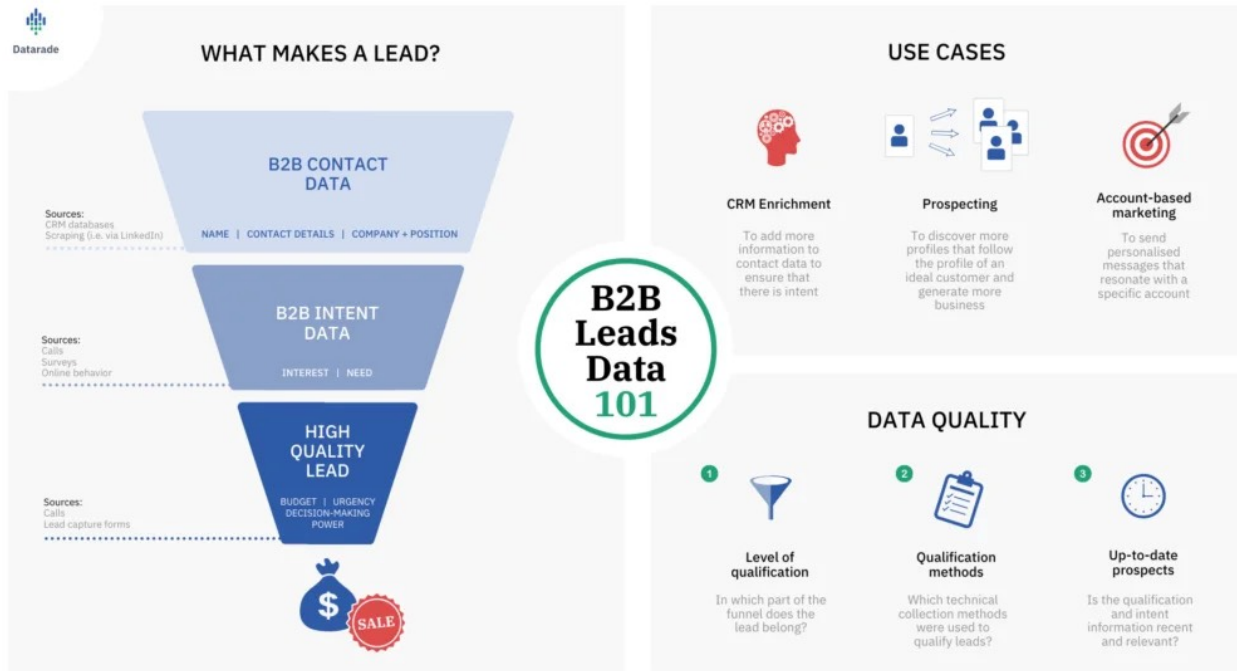 Datarade
WHAT MAKES A LEAD?
B2B CONTACT
DATA
NAME | CONTACT DETAILS | COMPANY + POSITION
Sources:
CRM databases
Scraping (i.e. via LinkedIn)
B2B INTENT
DATA
INTEREST | NEED
Sources:
Calls
Surveys
Online behavior
HIGH
QUALITY
LEAD
BUDGET | URGENCY
DECISION-MAKING
POWER
Sources:
Calls
Lead capture forms
$
SALE
B2B
Leads
Data
101
USE CASES
CRM Enrichment
To add more
information to
contact data to
ensure that
there is intent
Prospecting
To discover more
profiles that follow
the profile of an
ideal customer and
generate more
business
Account-based
marketing
To send
personalised
messages that
resonate with a
specific account
DATA QUALITY
1
Level of
qualification
In which part of the
funnel does the
lead belong?
2
Qualification
methods
Which technical
collection methods
were used to
qualify leads?
3
Up-to-date
prospects
Is the qualification
and intent
information recent
and relevant?